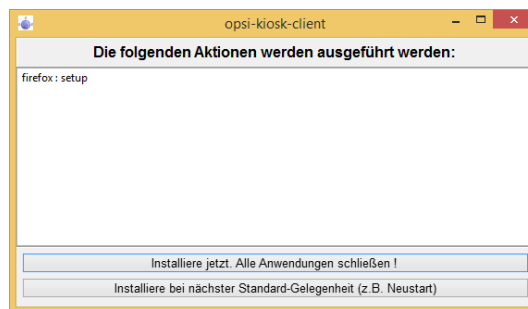 opsi-kiosk-client
Die folgenden Aktionen werden ausgeführt werden:
firefox : setup
Installiere jetzt. Alle Anwendungen schließen !
Installiere bei nächster Standard-Gelegenheit (z.B. Neustart)